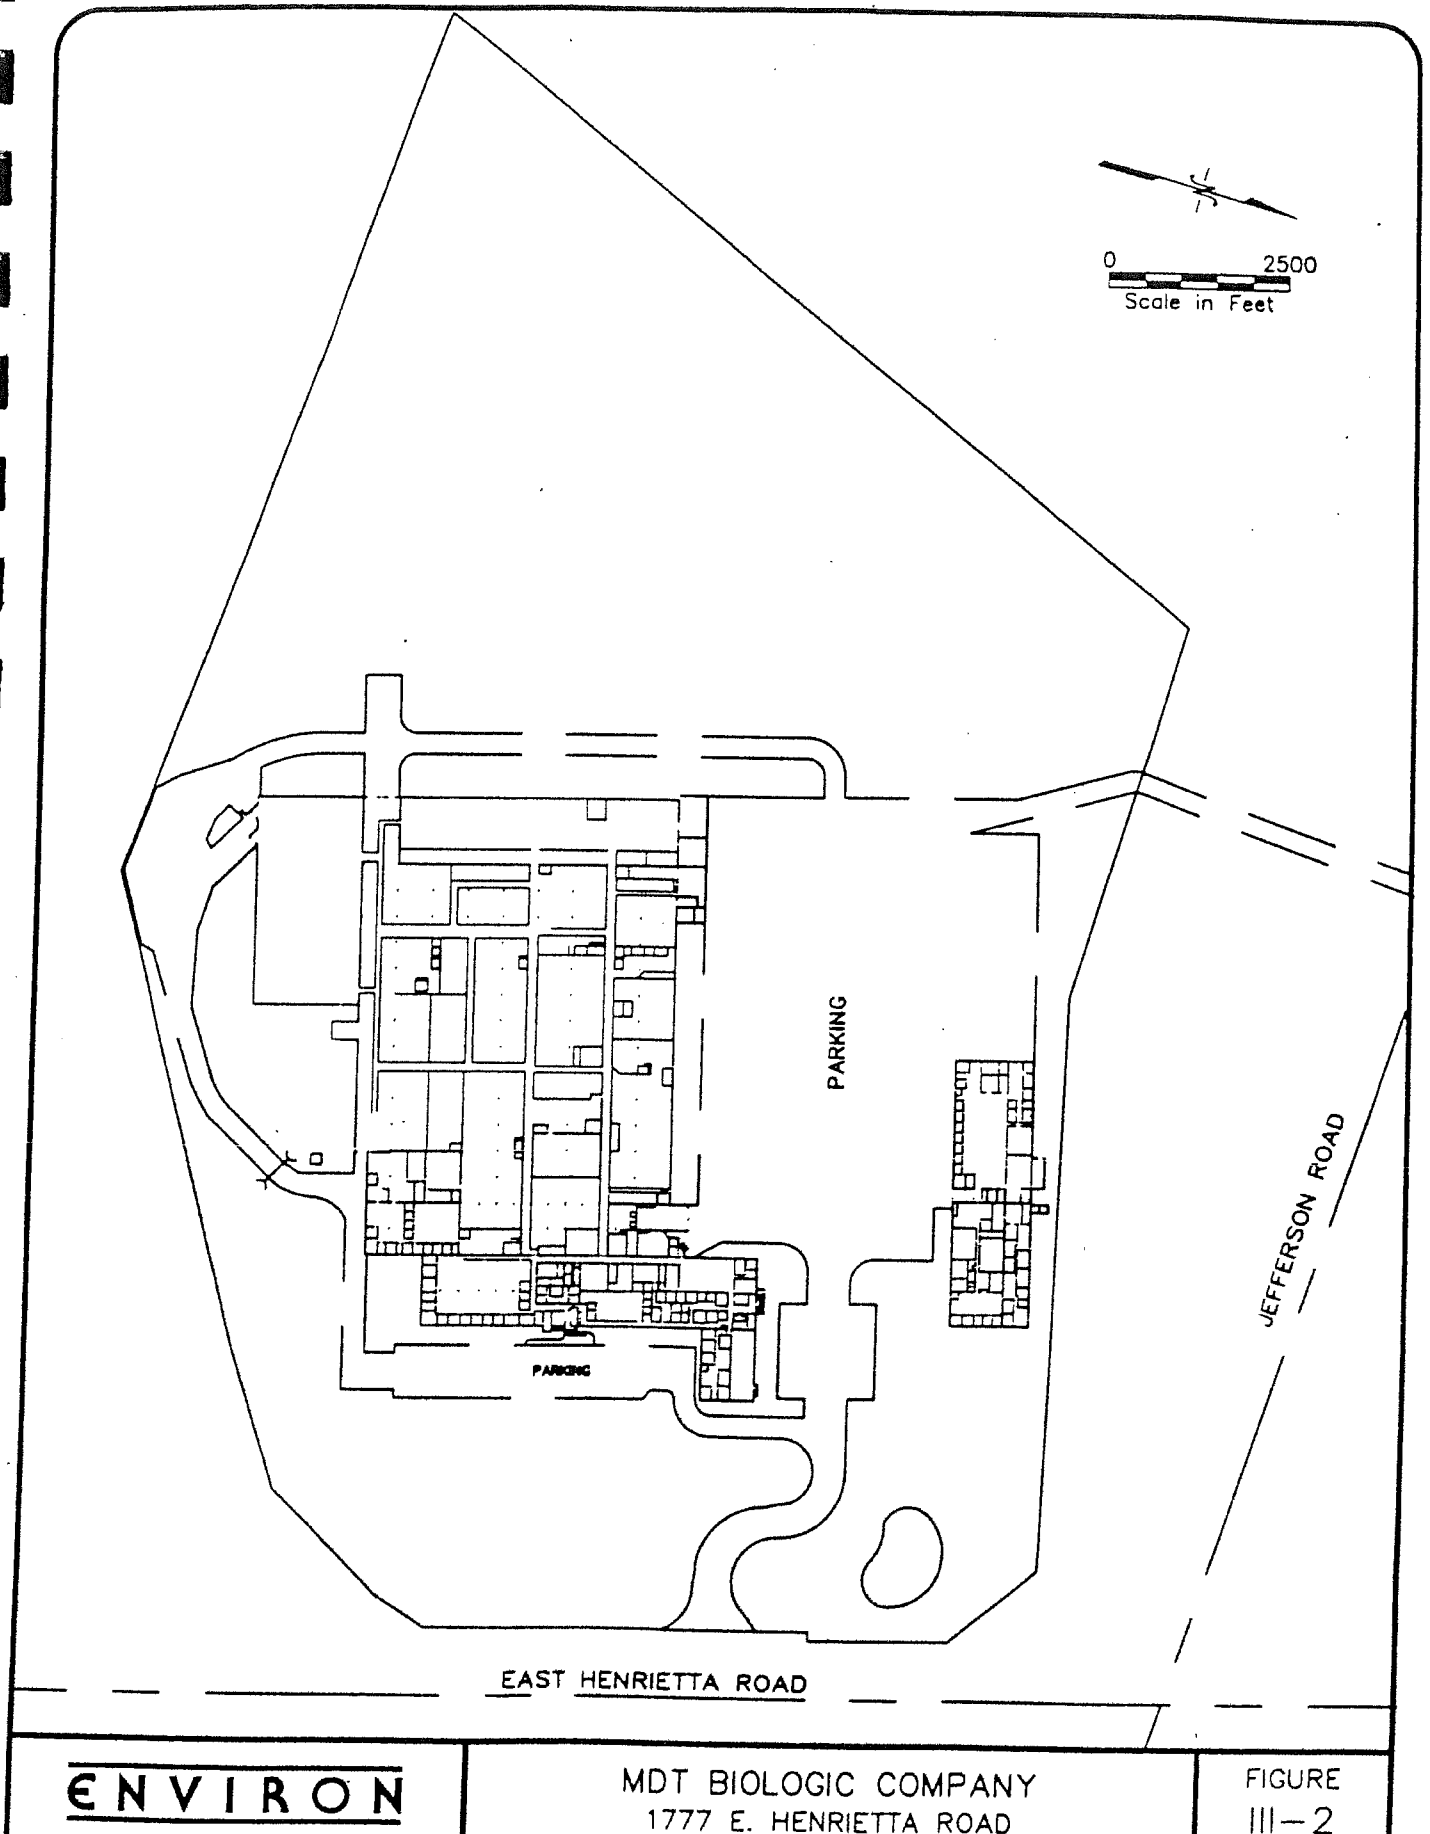 N
0 2500
Scale in Feet
PARKING
JEFFERSON ROAD
PARKING
EAST HENRIETTA ROAD
ENVIRON
MDT BIOLOGIC COMPANY
1777 E. HENRIETTA ROAD
FIGURE
III-2